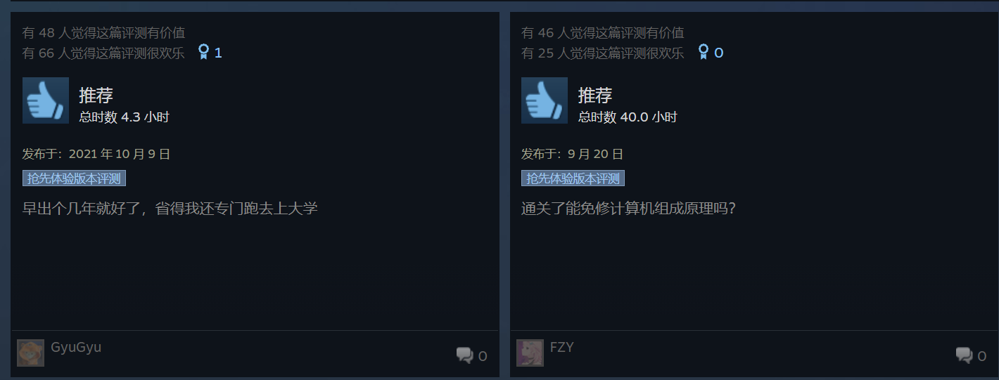 有 48 人觉得这篇评测有价值
有 66 人觉得这篇评测很欢乐 1
推荐
总时数 4.3 小时
发布于：2021 年 10 月 9 日
抢先体验版本评测
早出个几年就好了，省得我还专门跑去上大学
GyuGyu
0
有 46 人觉得这篇评测有价值
有 25 人觉得这篇评测很欢乐 0
推荐
总时数 40.0 小时
发布于：9 月 20 日
抢先体验版本评测
通关了能免修计算机组成原理吗？
FZY
0